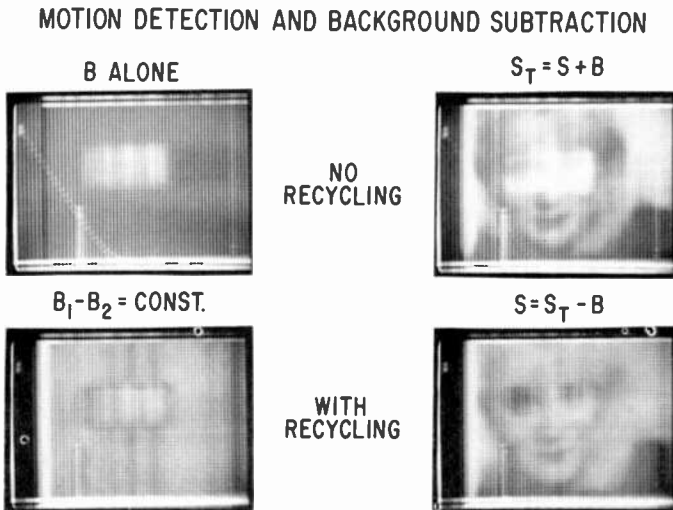 MOTION DETECTION AND BACKGROUND SUBTRACTION
B ALONE
S_T = S + B
NO
RECYCLING
B_1 - B_2 = CONST.
S = S_T - B
WITH
RECYCLING